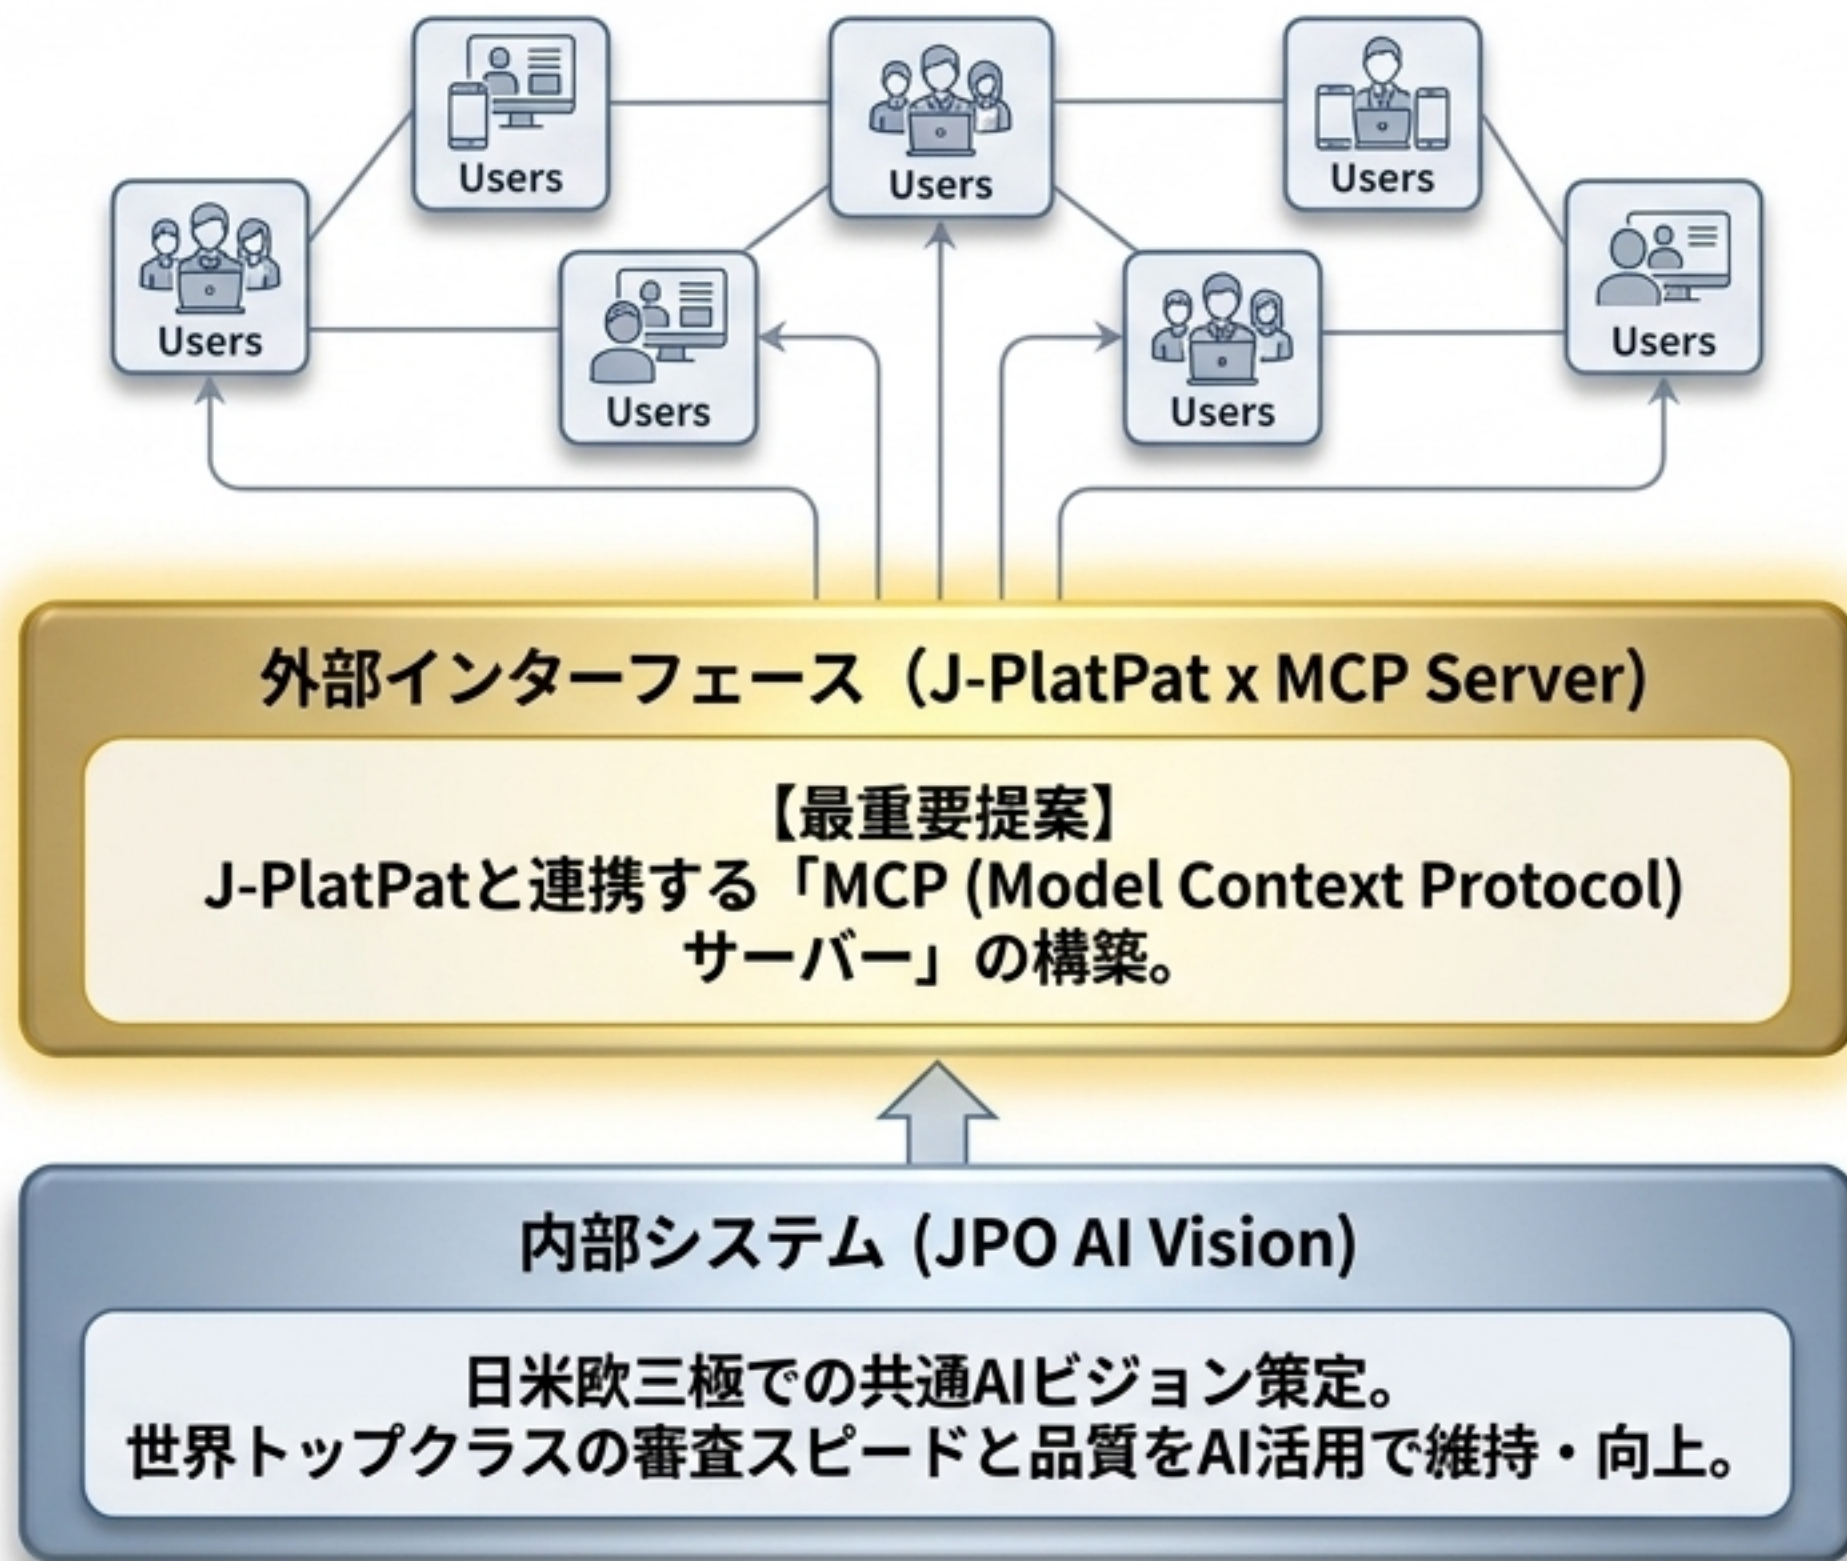 Users
Users
Users
Users
Users
Users
Users
外部インターフェース（J-PlatPat x MCP Server）
【最重要提案】
J-PlatPatと連携する「MCP (Model Context Protocol)
サーバー」の構築。
内部システム (JPO AI Vision)
日米欧三極での共通AIビジョン策定。
世界トップクラスの審査スピードと品質をAI活用で維持・向上。